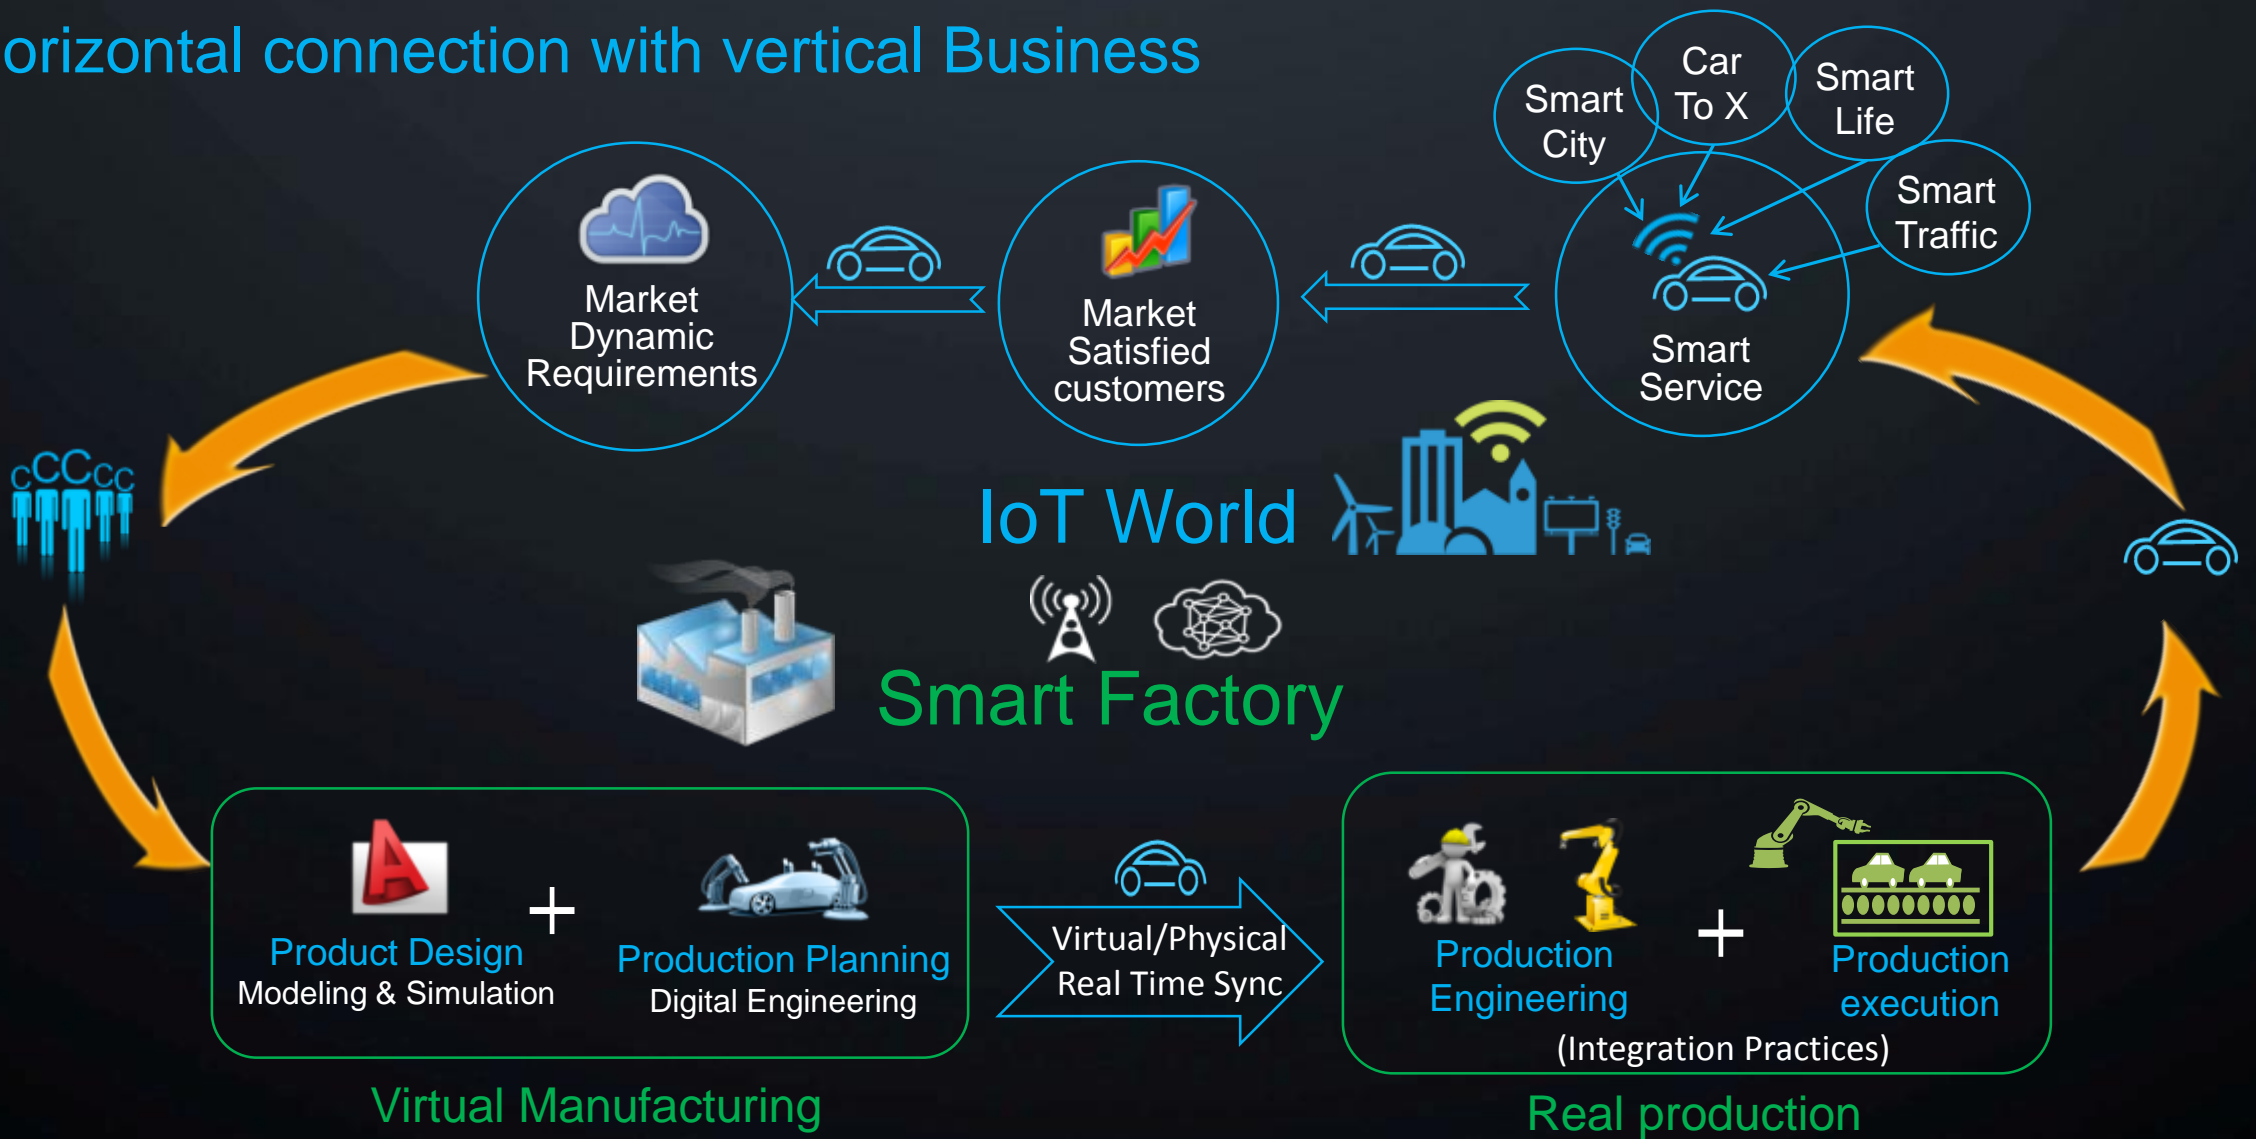 orizontal connection with vertical Business
Car
To X
Smart
City
Smart
Life
Smart
Traffic
Market
Dynamic
Requirements
Market
Satisfied
customers
Smart
Service
cCCcc
IoT World
Smart Factory
A
Product Design
Modeling & Simulation
+
Production Planning
Digital Engineering
Virtual/Physical
Real Time Sync
Production
Engineering
+
Production
execution
(Integration Practices)
Virtual Manufacturing
Real production